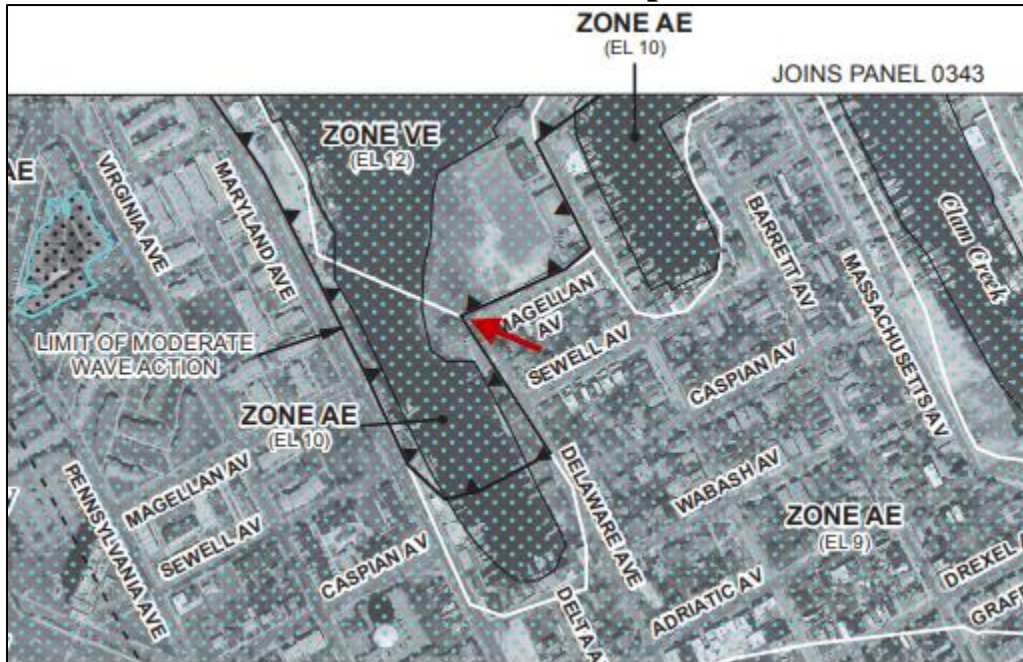 ZONE AE
(EL 10)
JOINS PANEL 0343
ZONE VE
(EL 12)
AE
VIRGINIA AVE
MARYLAND AVE
BARRETT AV
MASSACHUSETTS AV
Clam Creek
MAGELLAN
AV
SEWELL AV
CASPIAN AV
LIMIT OF MODERATE
WAVE ACTION
ZONE AE
(EL 10)
PENNSYLVANIA AVE
MAGELLAN AV
SEWELL AV
CASPIAN AV
DELAWARE AVE
WABASH AV
ZONE AE
(EL 9)
ADRIATIC AV
DELTA A
DREXEL A
GRAF